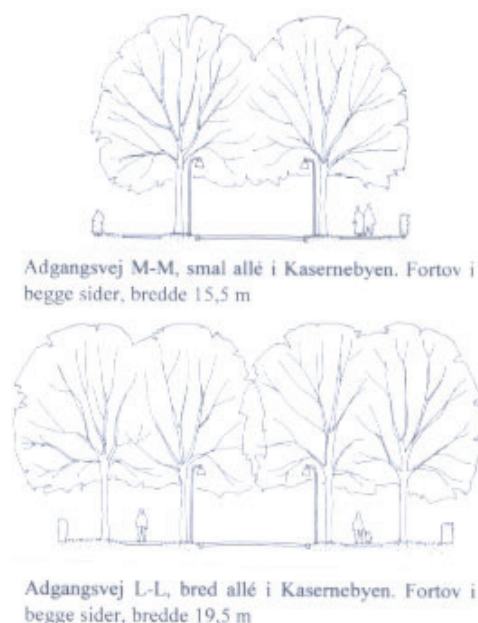 Adgangsvej M-M, smal allé i Kasernebyen. Fortov i
begge sider, bredde 15,5 m
Adgangsvej L-L, bred allé i Kasernebyen. Fortov i
begge sider, bredde 19,5 m